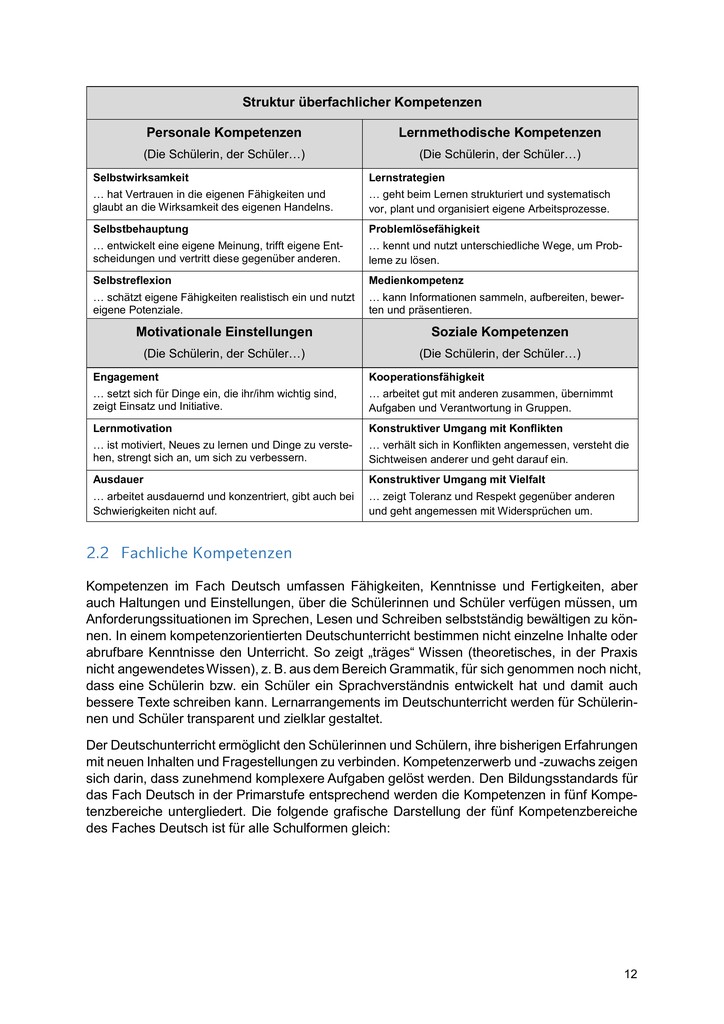 Struktur überfachlicher Kompetenzen
Personale Kompetenzen
(Die Schülerin, der Schüler…)
Lernmethodische Kompetenzen
(Die Schülerin, der Schüler…)
Selbstwirksamkeit
… hat Vertrauen in die eigenen Fähigkeiten und
glaubt an die Wirksamkeit des eigenen Handelns.
Lernstrategien
… geht beim Lernen strukturiert und systematisch
vor, plant und organisiert eigene Arbeitsprozesse.
Selbstbehauptung
… entwickelt eine eigene Meinung, trifft eigene Ent-
scheidungen und vertritt diese gegenüber anderen.
Problemlösefähigkeit
… kennt und nutzt unterschiedliche Wege, um Prob-
leme zu lösen.
Selbstreflexion
… schätzt eigene Fähigkeiten realistisch ein und nutzt
eigene Potenziale.
Medienkompetenz
… kann Informationen sammeln, aufbereiten, bewer-
ten und präsentieren.
Motivationale Einstellungen
(Die Schülerin, der Schüler…)
Soziale Kompetenzen
(Die Schülerin, der Schüler…)
Engagement
… setzt sich für Dinge ein, die ihr/ihm wichtig sind,
zeigt Einsatz und Initiative.
Kooperationsfähigkeit
… arbeitet gut mit anderen zusammen, übernimmt
Aufgaben und Verantwortung in Gruppen.
Lernmotivation
… ist motiviert, Neues zu lernen und Dinge zu verste-
hen, strengt sich an, um sich zu verbessern.
Konstruktiver Umgang mit Konflikten
… verhält sich in Konflikten angemessen, versteht die
Sichtweisen anderer und geht darauf ein.
Ausdauer
… arbeitet ausdauernd und konzentriert, gibt auch bei
Schwierigkeiten nicht auf.
Konstruktiver Umgang mit Vielfalt
… zeigt Toleranz und Respekt gegenüber anderen
und geht angemessen mit Widersprüchen um.
2.2 Fachliche Kompetenzen
Kompetenzen im Fach Deutsch umfassen Fähigkeiten, Kenntnisse und Fertigkeiten, aber
auch Haltungen und Einstellungen, über die Schülerinnen und Schüler verfügen müssen, um
Anforderungssituationen im Sprechen, Lesen und Schreiben selbstständig bewältigen zu kön-
nen. In einem kompetenzorientierten Deutschunterricht bestimmen nicht einzelne Inhalte oder
abrufbare Kenntnisse den Unterricht. So zeigt „träges“ Wissen (theoretisches, in der Praxis
nicht angewendetes Wissen), z. B. aus dem Bereich Grammatik, für sich genommen noch nicht,
dass eine Schülerin bzw. ein Schüler ein Sprachverständnis entwickelt hat und damit auch
bessere Texte schreiben kann. Lernarrangements im Deutschunterricht werden für Schülerin-
nen und Schüler transparent und zielklar gestaltet.
Der Deutschunterricht ermöglicht den Schülerinnen und Schülern, ihre bisherigen Erfahrungen
mit neuen Inhalten und Fragestellungen zu verbinden. Kompetenzerwerb und -zuwachs zeigen
sich darin, dass zunehmend komplexere Aufgaben gelöst werden. Den Bildungsstandards für
das Fach Deutsch in der Primarstufe entsprechend werden die Kompetenzen in fünf Kompe-
tenzbereiche untergliedert. Die folgende grafische Darstellung der fünf Kompetenzbereiche
des Faches Deutsch ist für alle Schulformen gleich:
12